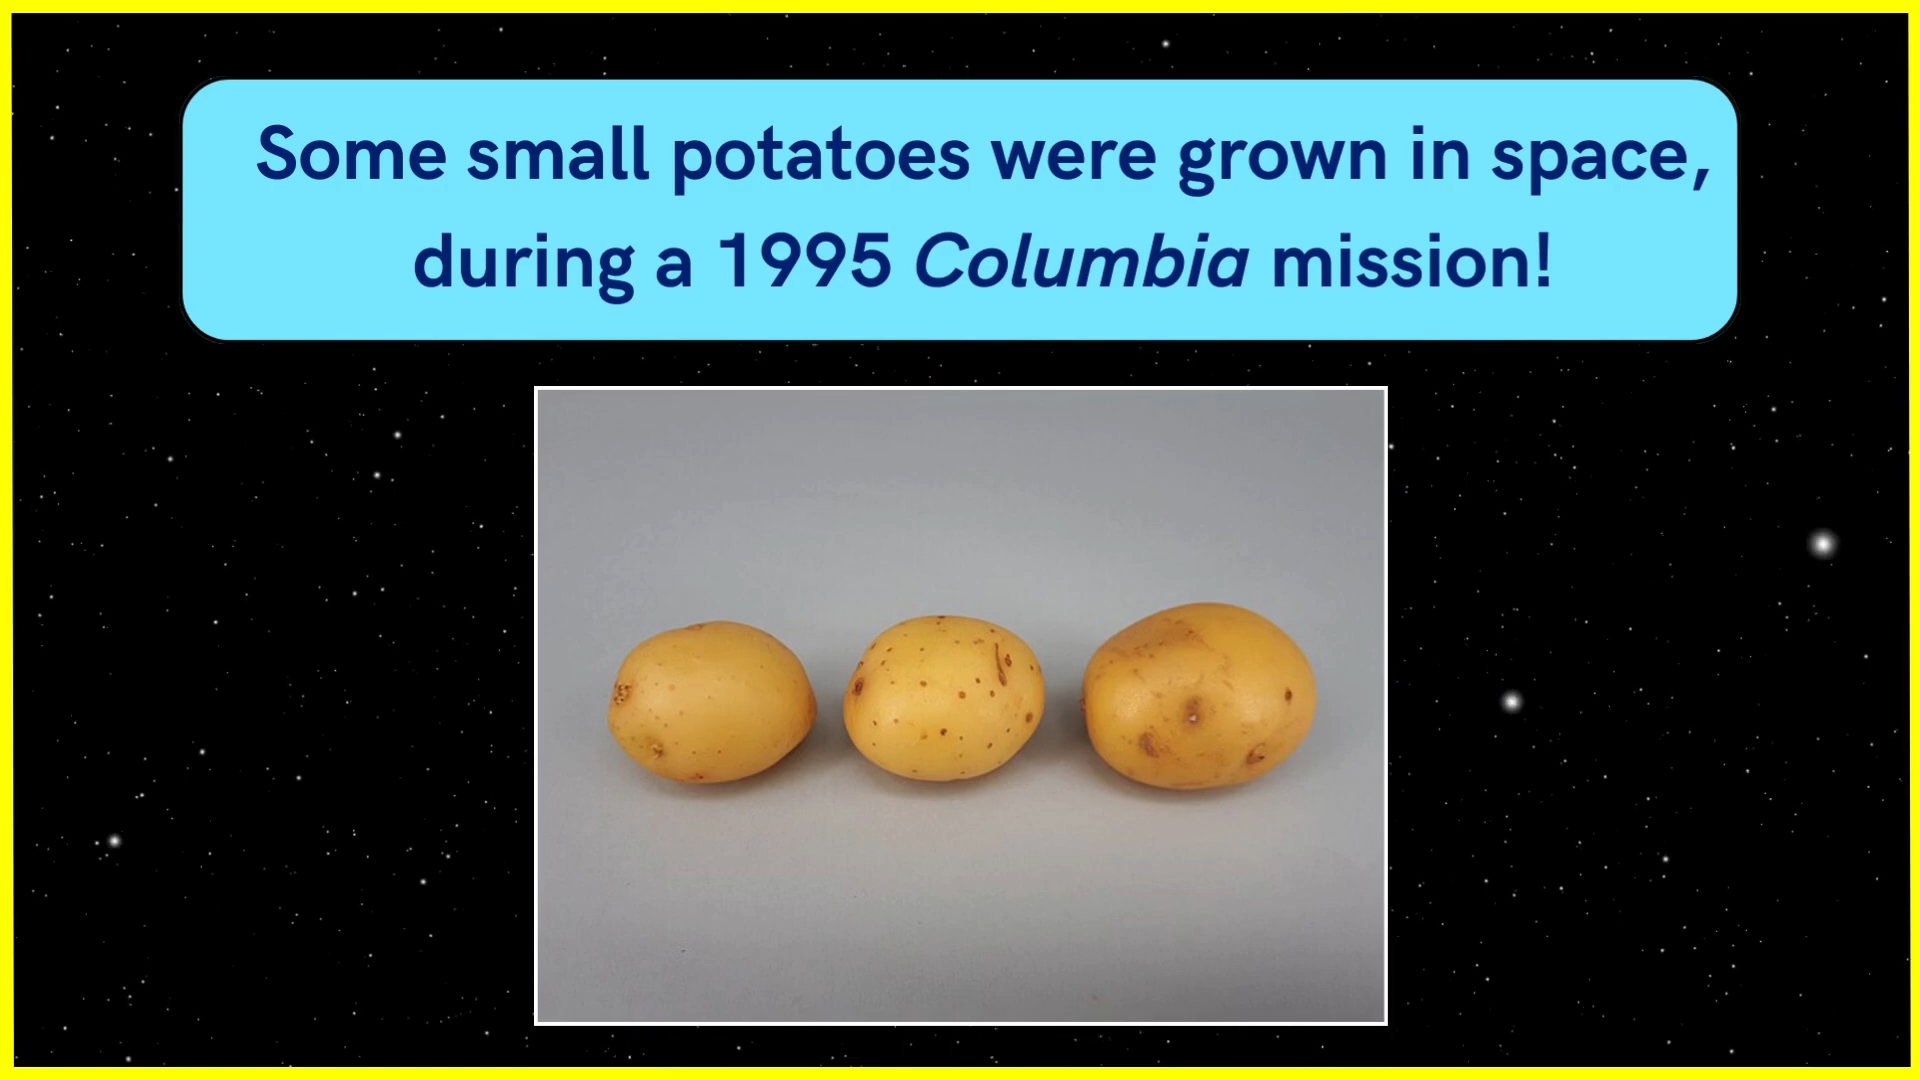 Some small potatoes were grown in space,
during a 1995 Columbia mission!